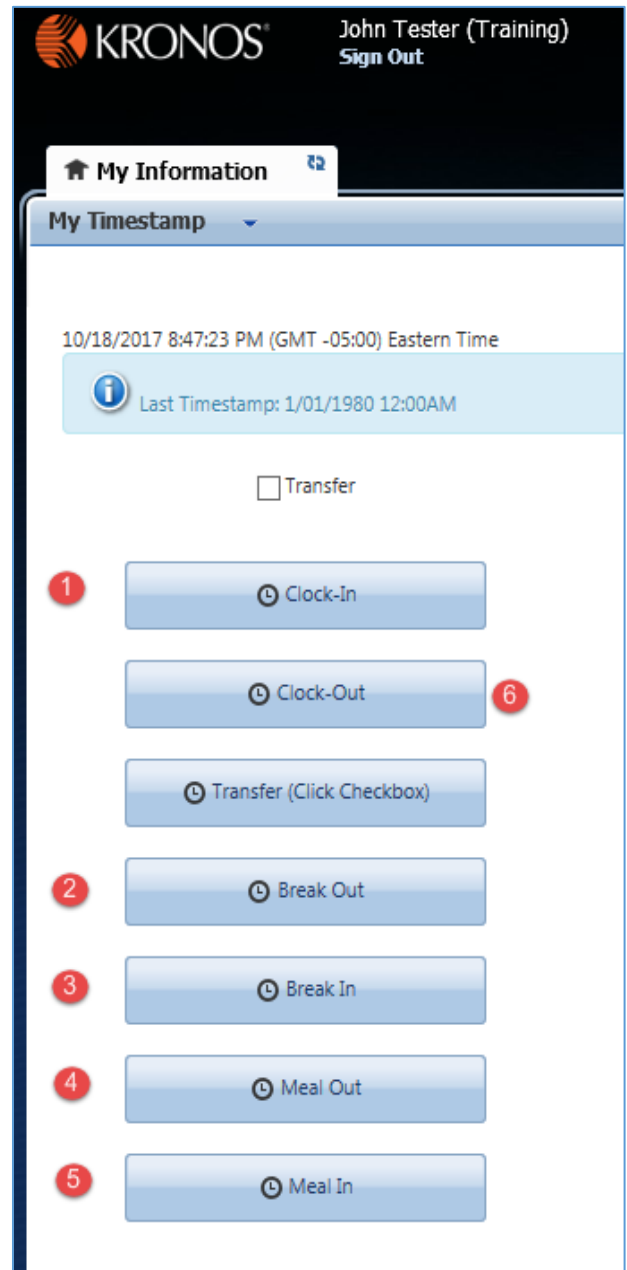 KRONOS
John Tester (Training)
Sign Out
My Information
My Timestamp
10/18/2017 8:47:23 PM (GMT -05:00) Eastern Time
Last Timestamp: 1/01/1980 12:00AM
Transfer
1 Clock-In
Clock-Out 6
Transfer (Click Checkbox)
2 Break Out
3 Break In
4 Meal Out
5 Meal In